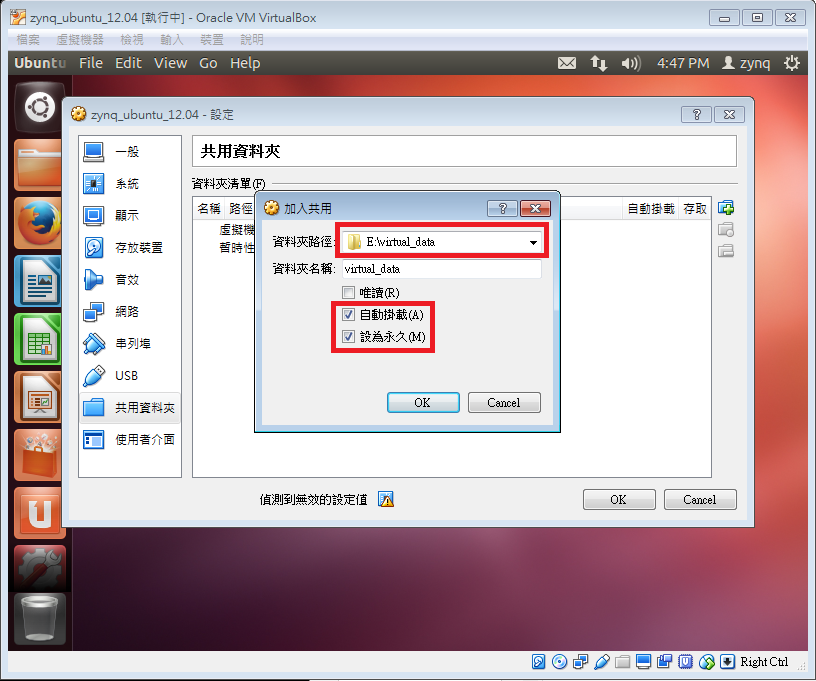 zynq_ubuntu_12.04 [執行中] - Oracle VM VirtualBox
檔案 虛擬機器 檢視 輸入 裝置 說明
Ubuntu File Edit View Go Help 4:47 PM zynq
zynq_ubuntu_12.04 - 設定
一般
系統
顯示
存放裝置
音效
網路
串列埠
USB
共用資料夾
使用者介面
共用資料夾
資料夾清單(F)
名稱 路徑 自動掛載 存取
虛擬機
暫時性
加入共用
資料夾路徑: E:\virtual_data
資料夾名稱: virtual_data
唯讀(R)
自動掛載(A)
設為永久(M)
OK Cancel
偵測到無效的設定值
OK Cancel
Right Ctrl